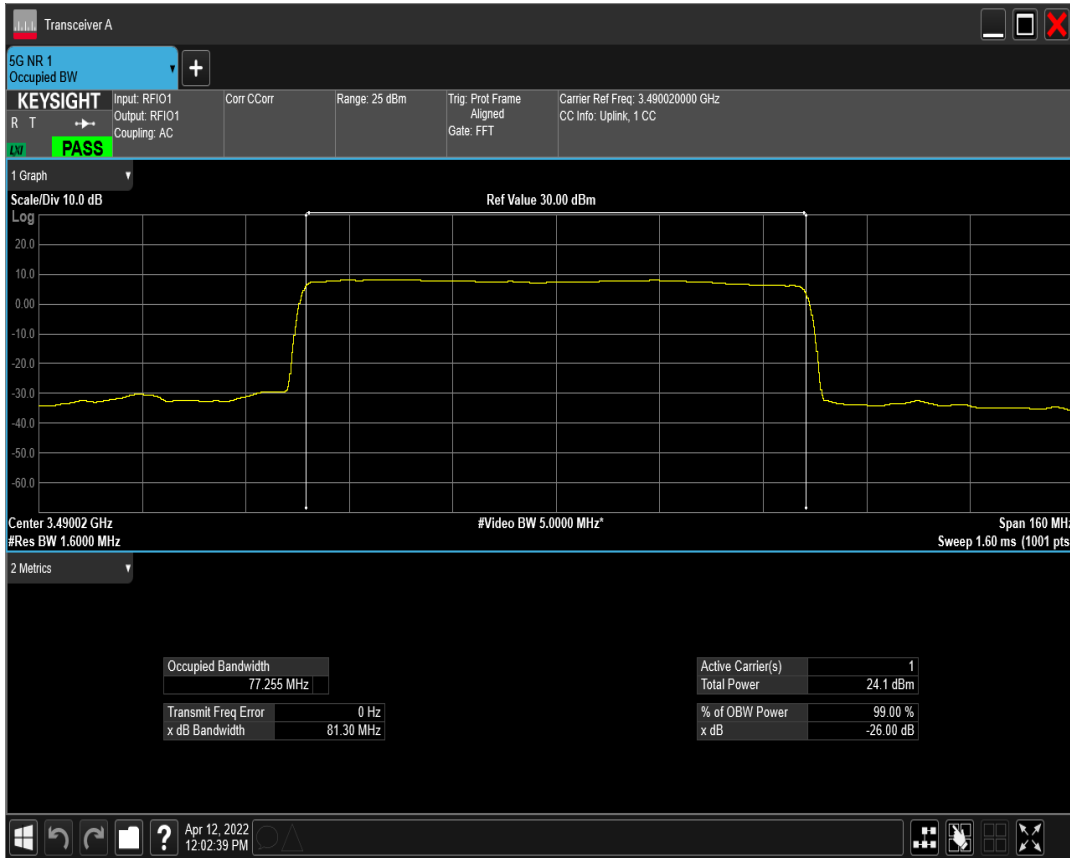 Transceiver A
5G NR 1
Occupied BW
KEYSIGHT
R T
LXI
PASS
Input: RFIO1
Output: RFIO1
Coupling: AC
Corr CCorr
Range: 25 dBm
Trig: Prot Frame
Aligned
Gate: FFT
Carrier Ref Freq: 3.490020000 GHz
CC Info: Uplink, 1 CC
1 Graph
Scale/Div 10.0 dB
Ref Value 30.00 dBm
Log
20.0
10.0
0.00
-10.0
-20.0
-30.0
-40.0
-50.0
-60.0
Center 3.49002 GHz
#Video BW 5.0000 MHz*
Span 160 MHz
#Res BW 1.6000 MHz
Sweep 1.60 ms (1001 pts
2 Metrics
Occupied Bandwidth
77.255 MHz
Transmit Freq Error 0 Hz
x dB Bandwidth 81.30 MHz
Active Carrier(s) 1
Total Power 24.1 dBm
% of OBW Power 99.00 %
x dB -26.00 dB
?
Apr 12, 2022
12:02:39 PM